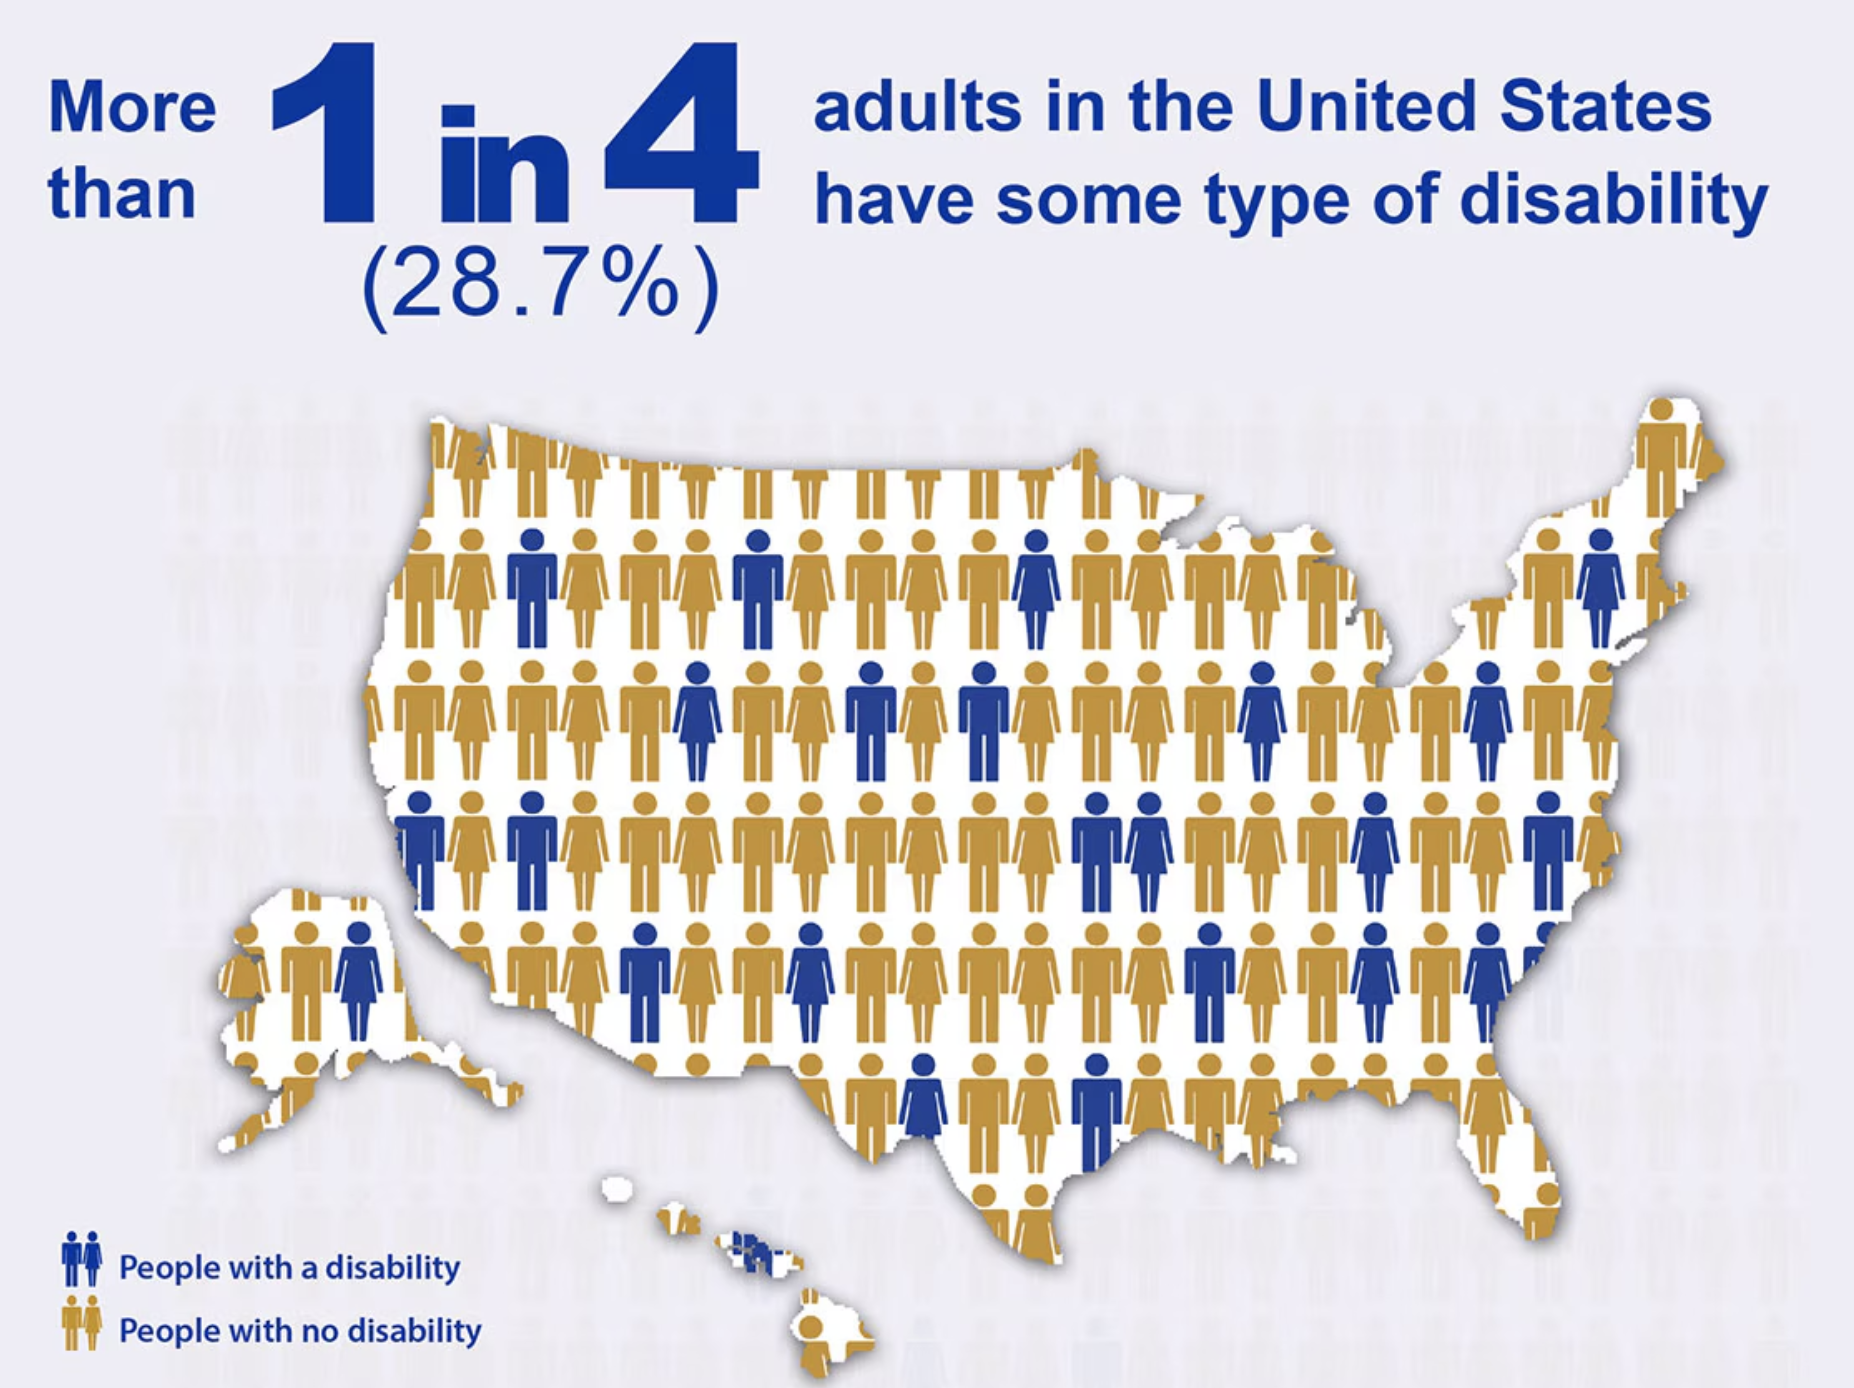 More than 1 in 4 adults in the United States
have some type of disability
(28.7%)
People with a disability
People with no disability